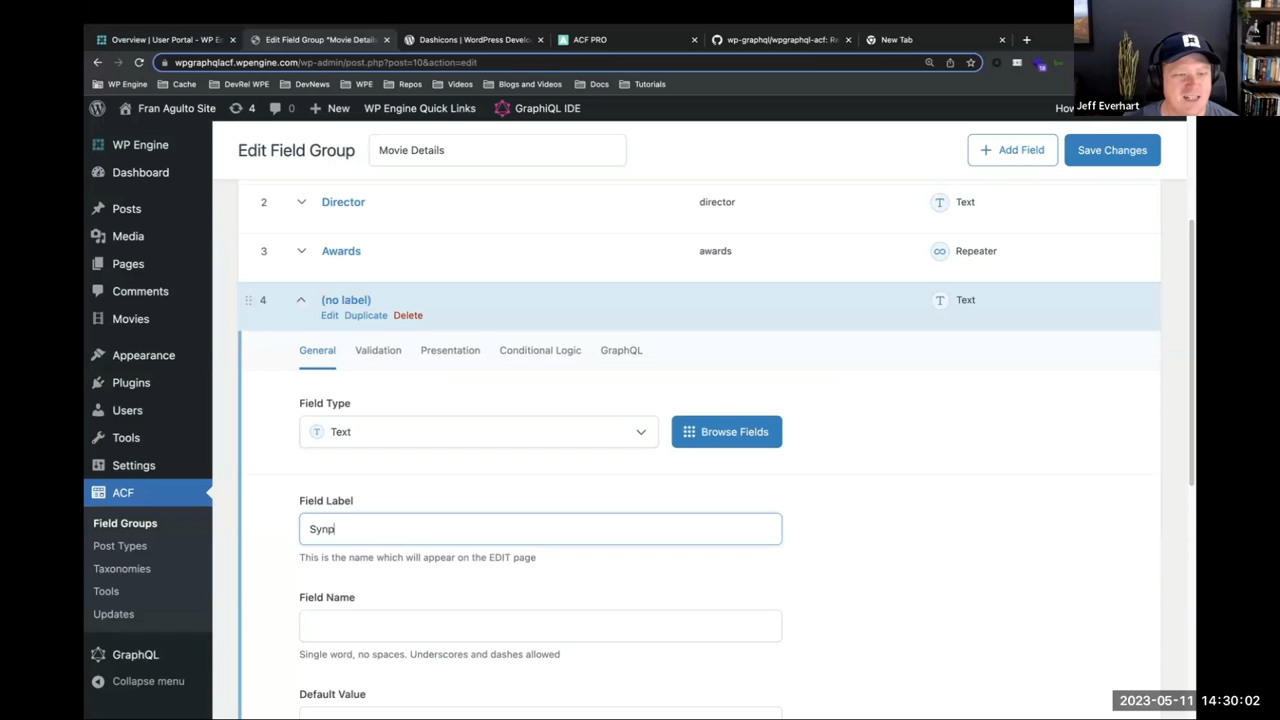 Overview | User Portal - WP E
Edit Field Group "Movie Details
Dashicons | WordPress Develo
ACF PRO
wp-graphql/wpgraphql-acf: Re
New Tab
wpgraphqlacf.wpengine.com/wp-admin/post.php?post=10&action=edit
WP Engine
Cache
DevRel WPE
DevNews
WPE
Repos
Email/Events
Blogs and Videos
Docs
Tutorials
Jeff Everhart
Fran Agulto Site
4
0
New
WP Engine Quick Links
GraphiQL IDE
How
WP Engine
Dashboard
Posts
Media
Pages
Comments
Movies
Appearance
Plugins
Users
Tools
Settings
ACF
Field Groups
Post Types
Taxonomies
Tools
Updates
GraphQL
Collapse menu
Edit Field Group
Movie Details
+ Add Field
Save Changes
2 Director director T Text
3 Awards awards Repeater
4 (no label) T Text
Edit Duplicate Delete
General Validation Presentation Conditional Logic GraphQL
Field Type
T Text
Browse Fields
Field Label
Synp
This is the name which will appear on the EDIT page
Field Name
Single word, no spaces. Underscores and dashes allowed
Default Value
2023-05-11 14:30:02